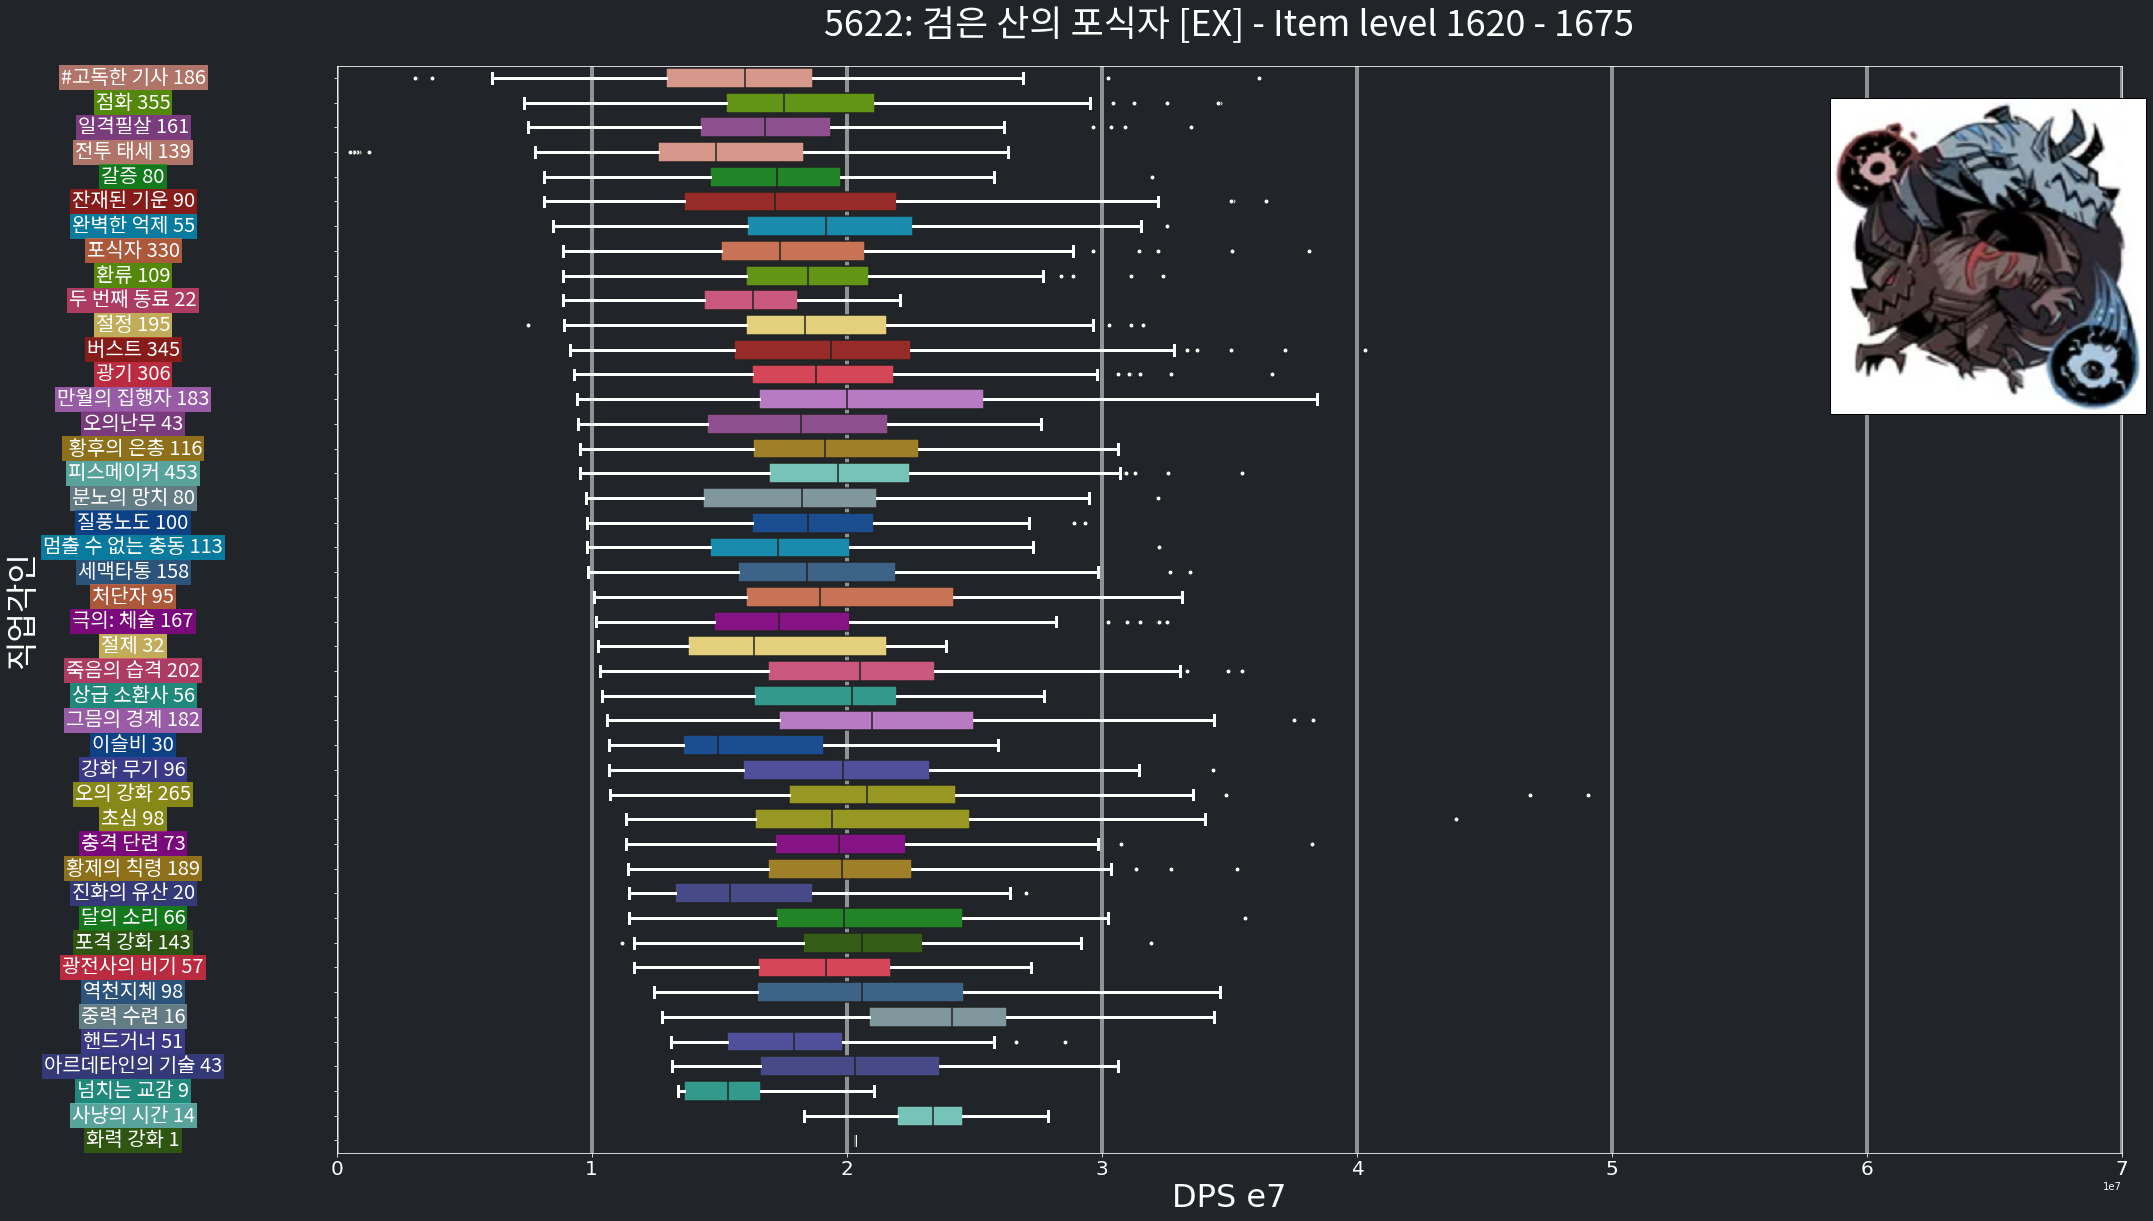 5622: 검은 산의 포식자 [EX] - Item level 1620 - 1675
#고독한 기사 186
점화 355
일격필살 161
전투 태세 139
갈증 80
잔재된 기운 90
완벽한 억제 55
포식자 330
환류 109
두 번째 동료 22
절정 195
버스트 345
광기 306
만월의 집행자 183
오의난무 43
황후의 은총 116
피스메이커 453
분노의 망치 80
질풍노도 100
멈출 수 없는 충동 113
세맥타통 158
처단자 95
극의: 체술 167
절제 32
죽음의 습격 202
상급 소환사 56
그믐의 경계 182
이슬비 30
강화 무기 96
오의 강화 265
초심 98
충격 단련 73
황제의 칙령 189
진화의 유산 20
달의 소리 66
포격 강화 143
광전사의 비기 57
역천지체 98
중력 수련 16
핸드거너 51
아르데타인의 기술 43
넘치는 교감 9
사냥의 시간 14
화력 강화 1
직업각인
0 1 2 3 4 5 6 7
1e7
DPS e7